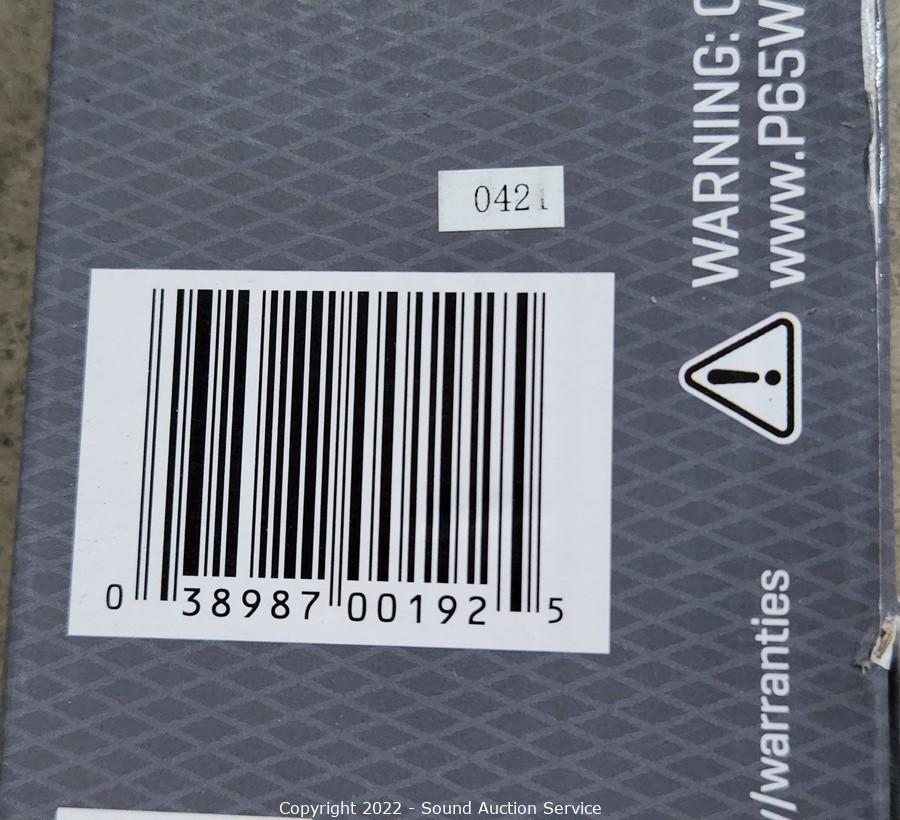 WARNING:
www.P65W
0421
0 38987 00192 5
/warranties
Copyright 2022 - Sound Auction Service